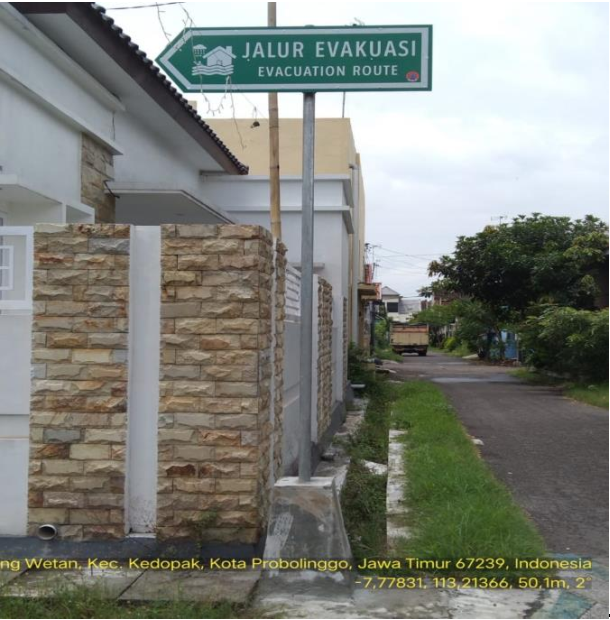 JALUR EVAKUASI
EVACUATION ROUTE
ng Wetan, Kec. Kedopak, Kota Probolinggo, Jawa Timur 67239, Indonesia
-7,77831, 113,21366, 50.1m, 2°